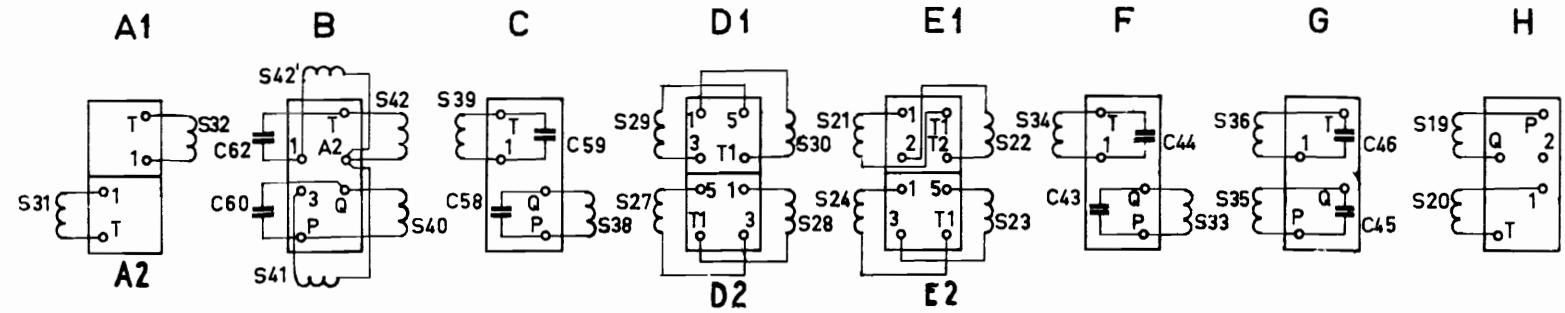 A1 B C D1 E1 F G H
S42'
S39 S42 S29 S21 S34 S36 S19
T S32 T T 1 5 1 T1 T T P
C62 C59 S30 S22 C44 C46
1 1 A2 1 3 T1 2 T2 1 1 Q 2
S31 1 C60 3 Q C58 Q S27 5 1 S24 1 5 C43 Q S35 Q S20 1
T P S40 P S38 T1 3 S28 3 T1 S23 P S33 P C45 T
S41
A2 D2 E2